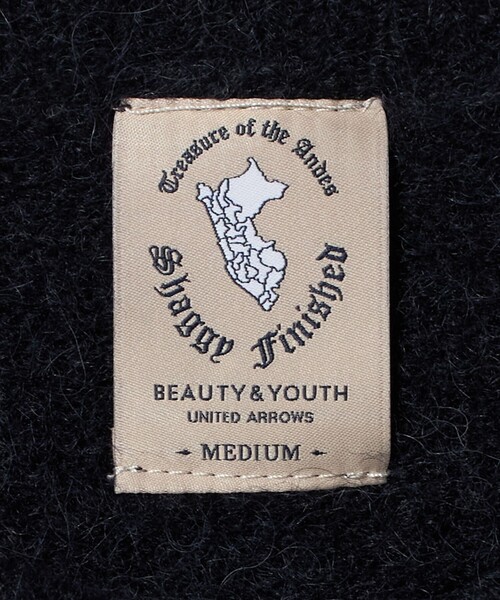 Treasure of the Andes
Shaggy Finished
BEAUTY & YOUTH
UNITED ARROWS
MEDIUM